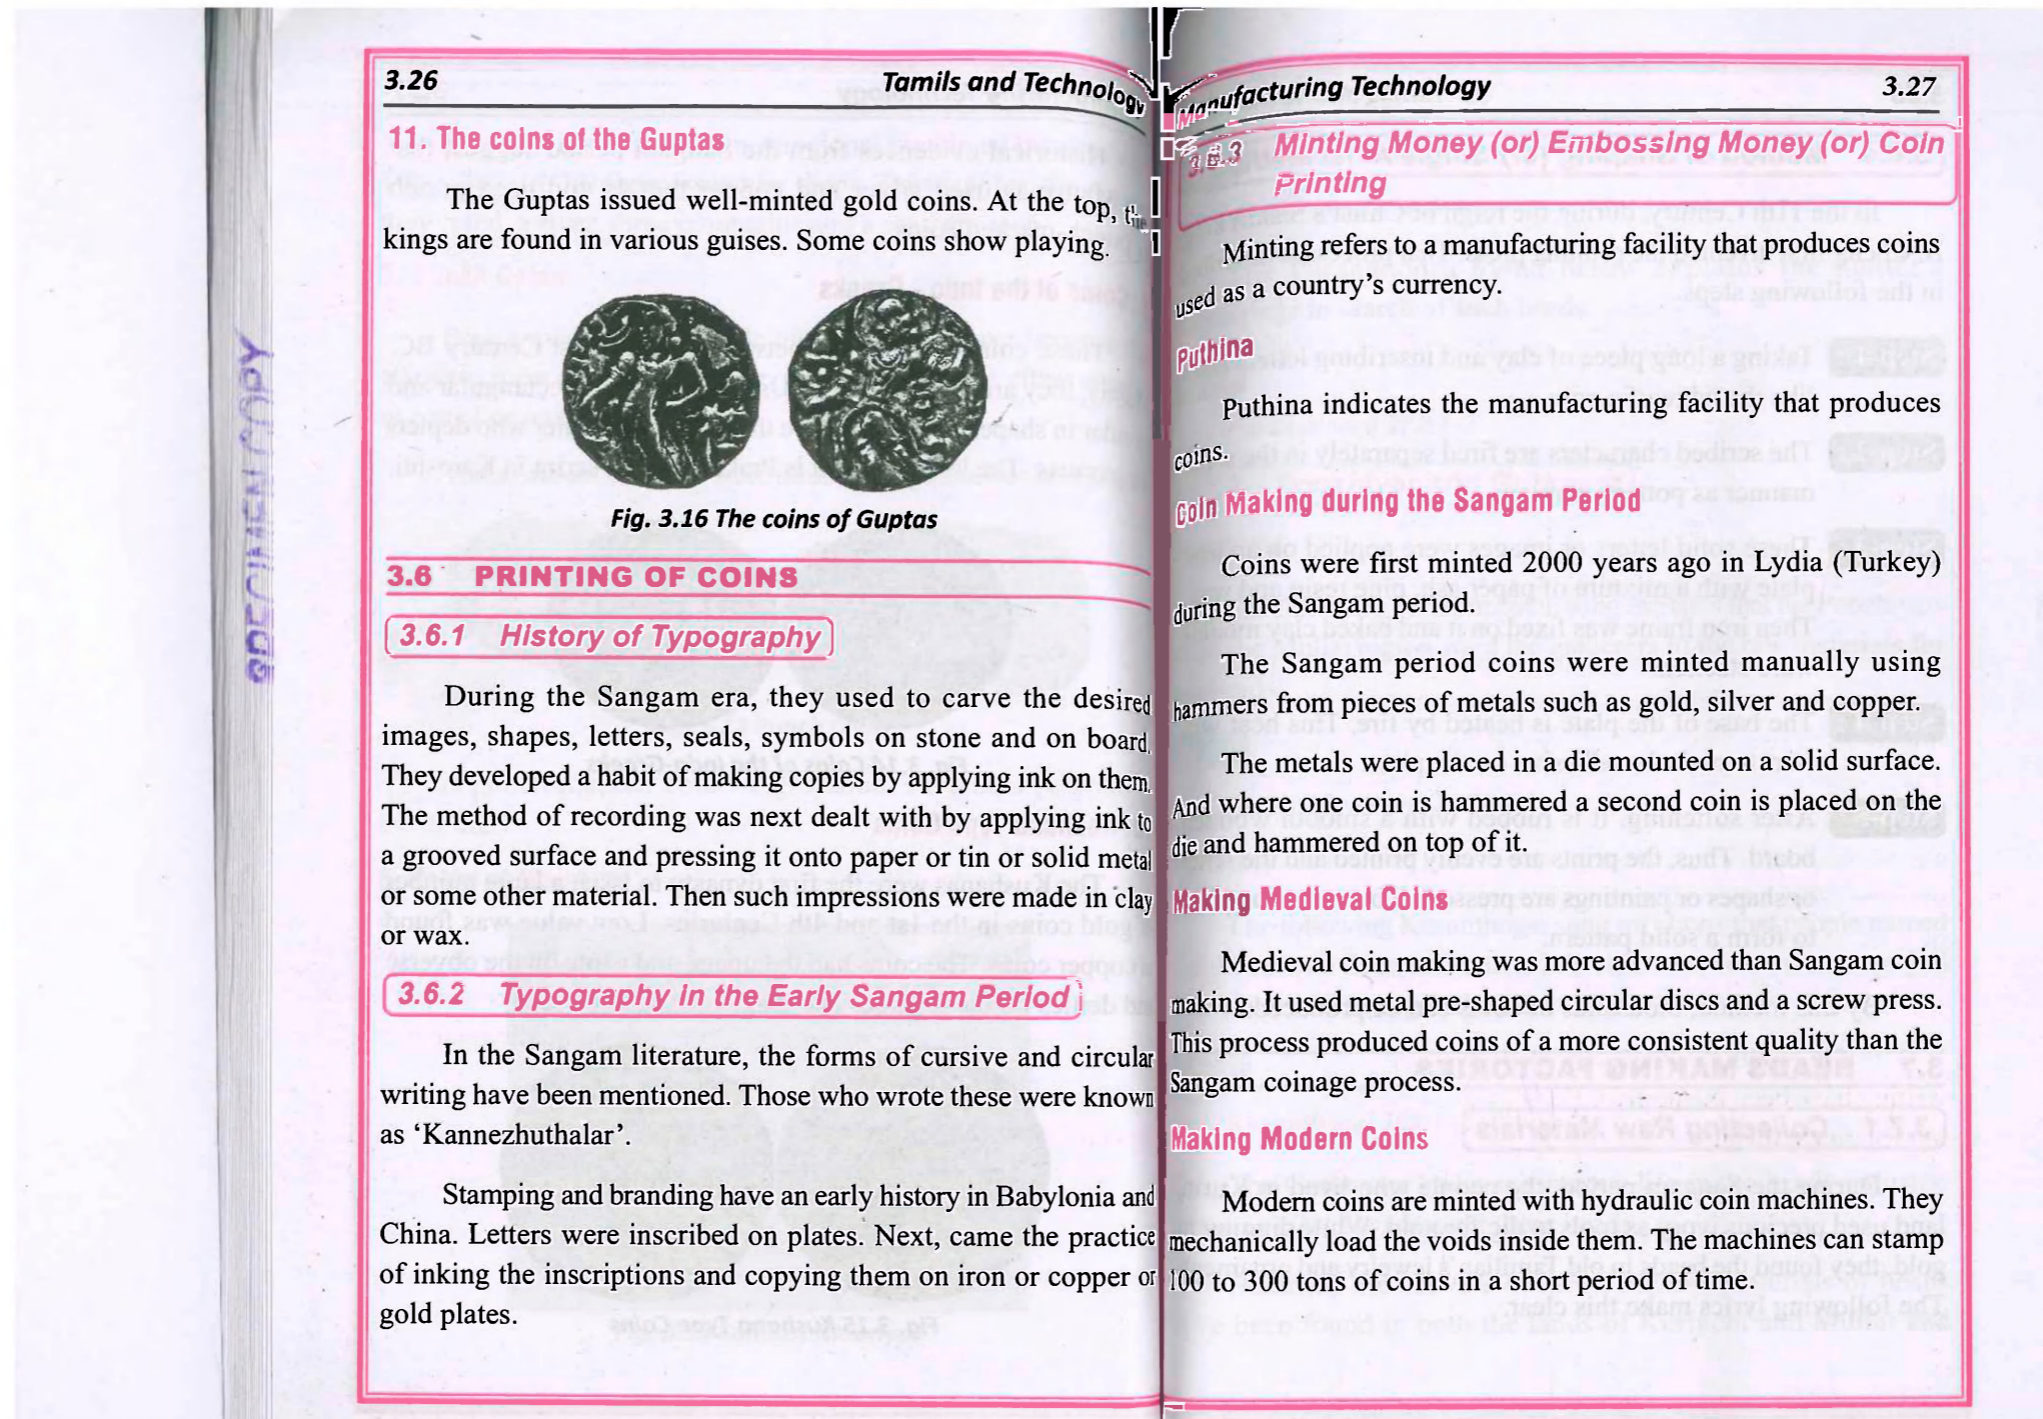 SPECIMEN COPY
3.26 Tamils and Technology
11. The coins of the Guptas
The Guptas issued well-minted gold coins. At the top, the
kings are found in various guises. Some coins show playing.
Fig. 3.16 The coins of Guptas
3.6 PRINTING OF COINS
3.6.1 History of Typography
During the Sangam era, they used to carve the desired
images, shapes, letters, seals, symbols on stone and on board.
They developed a habit of making copies by applying ink on them.
The method of recording was next dealt with by applying ink to
a grooved surface and pressing it onto paper or tin or solid metal
or some other material. Then such impressions were made in clay
or wax.
3.6.2 Typography in the Early Sangam Period
In the Sangam literature, the forms of cursive and circular
writing have been mentioned. Those who wrote these were known
as ‘Kannezhuthalar’.
Stamping and branding have an early history in Babylonia and
China. Letters were inscribed on plates. Next, came the practice
of inking the inscriptions and copying them on iron or copper or
gold plates.
Manufacturing Technology 3.27
3.6.3 Minting Money (or) Embossing Money (or) Coin
Printing
Minting refers to a manufacturing facility that produces coins
used as a country’s currency.
Puthina
Puthina indicates the manufacturing facility that produces
coins.
Coin Making during the Sangam Period
Coins were first minted 2000 years ago in Lydia (Turkey)
during the Sangam period.
The Sangam period coins were minted manually using
hammers from pieces of metals such as gold, silver and copper.
The metals were placed in a die mounted on a solid surface.
And where one coin is hammered a second coin is placed on the
die and hammered on top of it.
Making Medieval Coins
Medieval coin making was more advanced than Sangam coin
making. It used metal pre-shaped circular discs and a screw press.
This process produced coins of a more consistent quality than the
Sangam coinage process.
Making Modern Coins
Modern coins are minted with hydraulic coin machines. They
mechanically load the voids inside them. The machines can stamp
100 to 300 tons of coins in a short period of time.